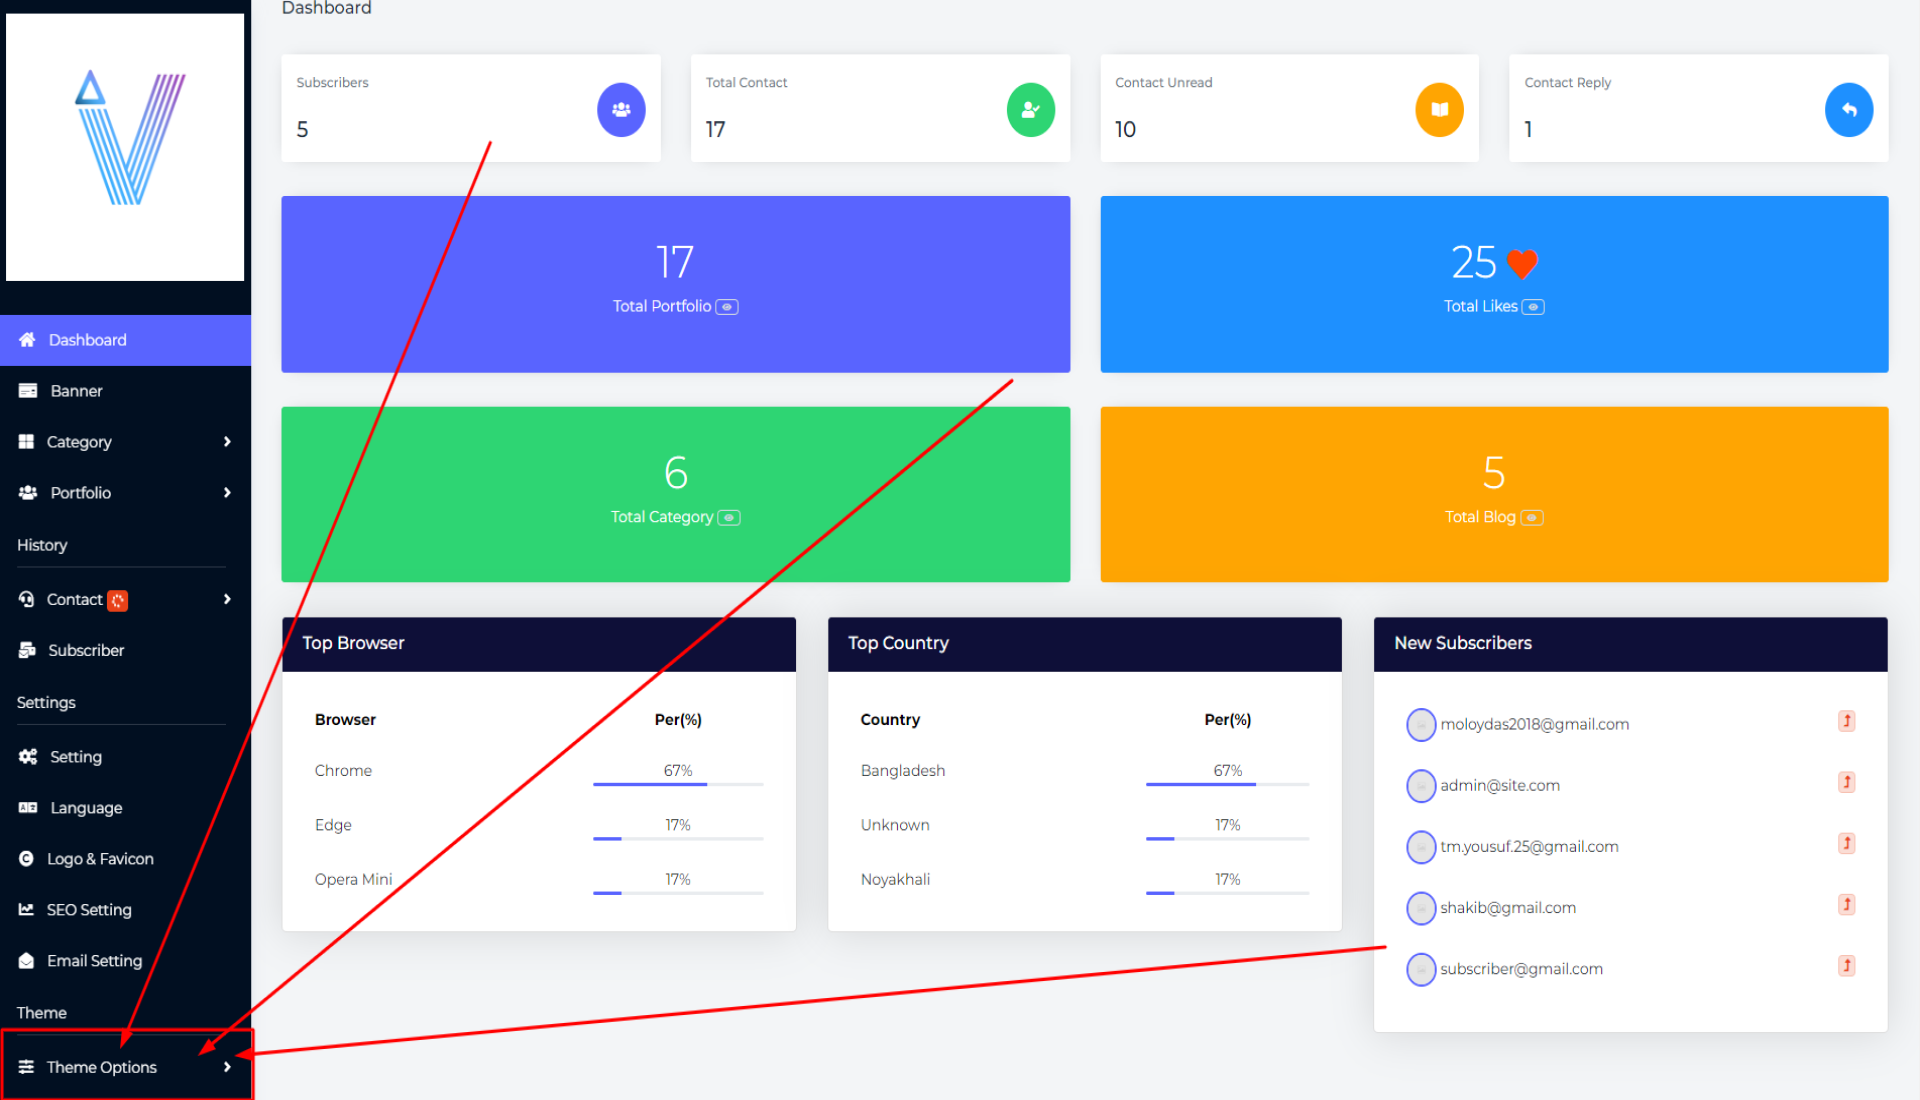 Dashboard
Subscribers
5
Total Contact
17
Contact Unread
10
Contact Reply
1
17
Total Portfolio
25
Total Likes
6
Total Category
5
Total Blog
Dashboard
Banner
Category
Portfolio
History
Contact
Subscriber
Settings
Setting
Language
Logo & Favicon
SEO Setting
Email Setting
Theme
Theme Options
Top Browser
Browser Per(%)
Chrome 67%
Edge 17%
Opera Mini 17%
Top Country
Country Per(%)
Bangladesh 67%
Unknown 17%
Noyakhali 17%
New Subscribers
moloydas2018@gmail.com
admin@site.com
tm.yousuf.25@gmail.com
shakib@gmail.com
subscriber@gmail.com